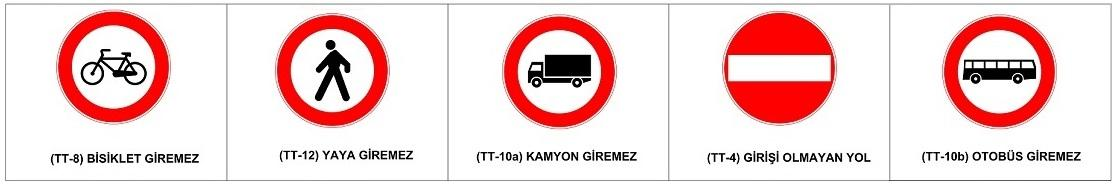 (TT-8) BİSİKLET GİREMEZ
(TT-12) YAYA GİREMEZ
(TT-10a) KAMYON GİREMEZ
(TT-4) GİRİŞİ OLMAYAN YOL
(TT-10b) OTOBÜS GİREMEZ